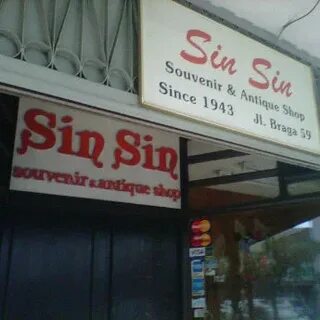 Sin Sin
Souvenir & Antique Shop
Since 1943 Jl. Braga 59
Sin Sin
souvenir & antique shop